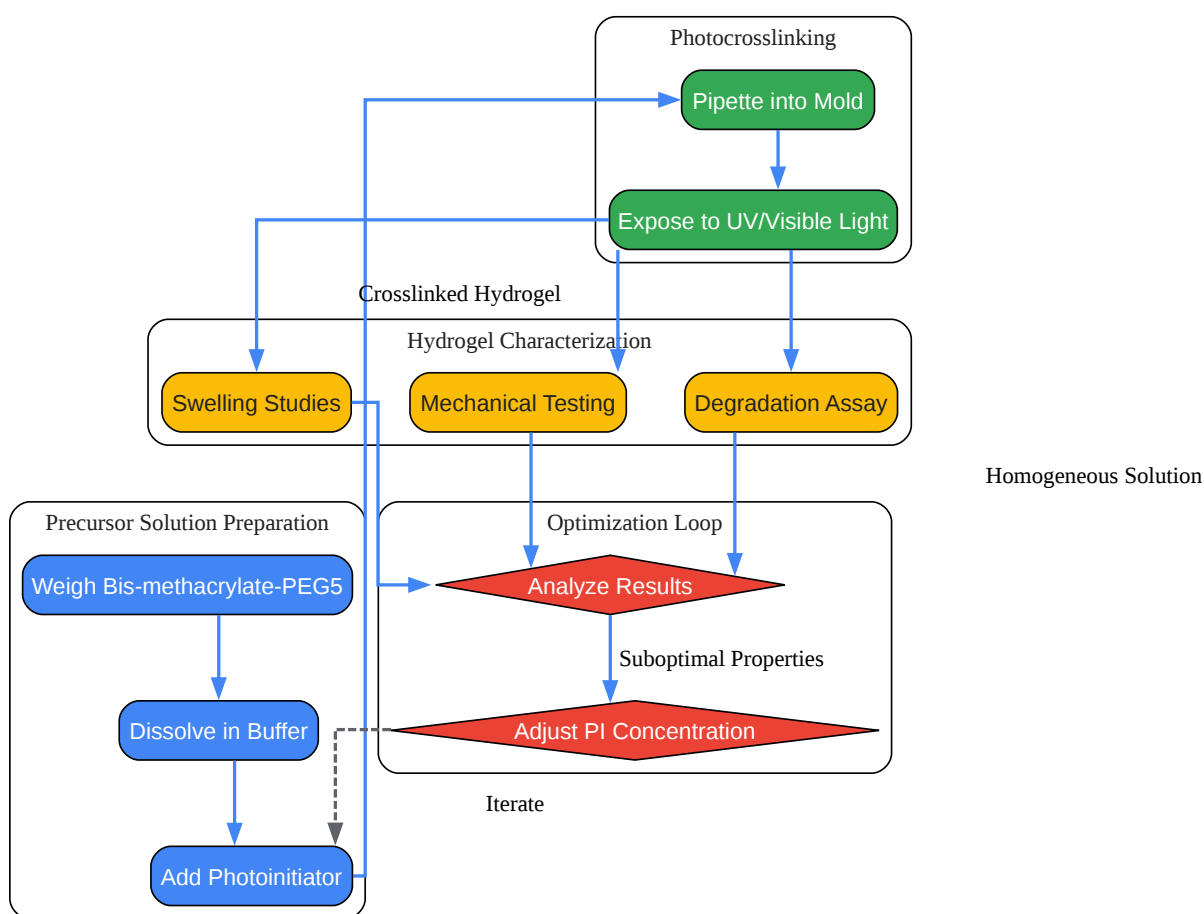 Photocrosslinking
Pipette into Mold
Expose to UV/Visible Light
Crosslinked Hydrogel
Hydrogel Characterization
Swelling Studies
Mechanical Testing
Degradation Assay
Homogeneous Solution
Precursor Solution Preparation
Optimization Loop
Weigh Bis-methacrylate-PEG5
Analyze Results
Suboptimal Properties
Dissolve in Buffer
Adjust PI Concentration
Iterate
Add Photoinitiator